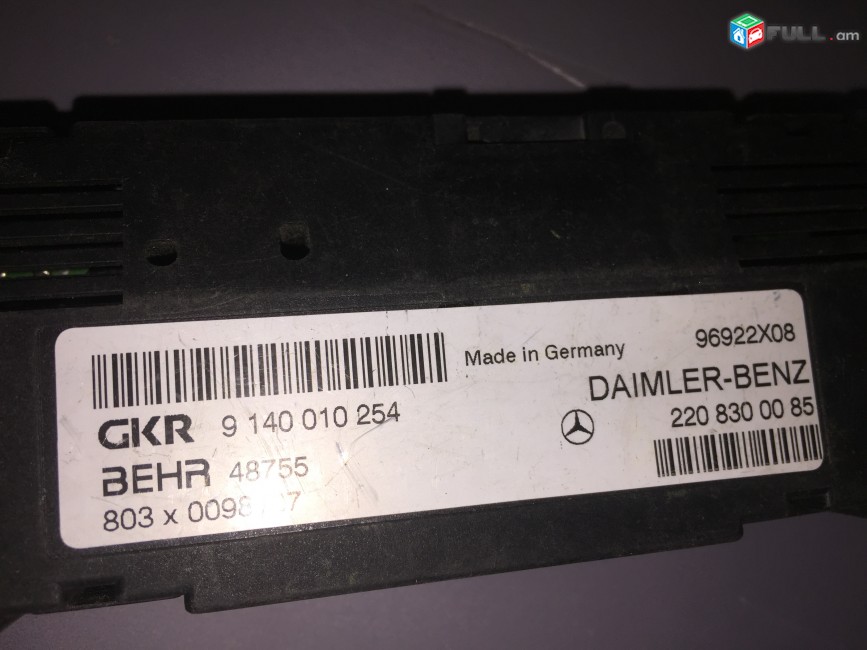 FULL.am
96922X08
Made in Germany
DAIMLER-BENZ
GKR 9 140 010 254
220 830 00 85
BEHR 48755
803 x